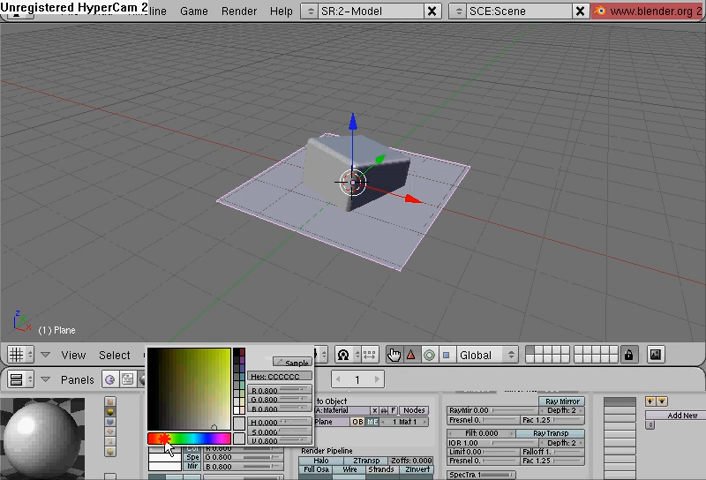 Unregistered HyperCam 2
Game Render Help SR:2-Model SCE:Scene www.blender.org 2
(1) Plane
View Select Global
Panels 1
Sample
Hex: CCCCCC
R 0.800
G 0.800
B 0.800
H 0.000
S 0.000
V 0.800
Spe
Mir
G 0.800
B 0.800
to Object
A: Material F Nodes
Plane OB ME 1 Mat 1
Render Pipeline
Halo ZTransp Zoffs: 0.000
Full Osa Wire Strands ZInvert
Ray Mirror
RayMir 0.00 Depth: 2
Fresnel 0. Fac 1.25
Filt: 0.000 Ray Transp
IOR 1.00 Depth: 2
Limit 0.00 Falloff 1.
Fresnel 0. Fac 1.25
SpecTra 1
Add New